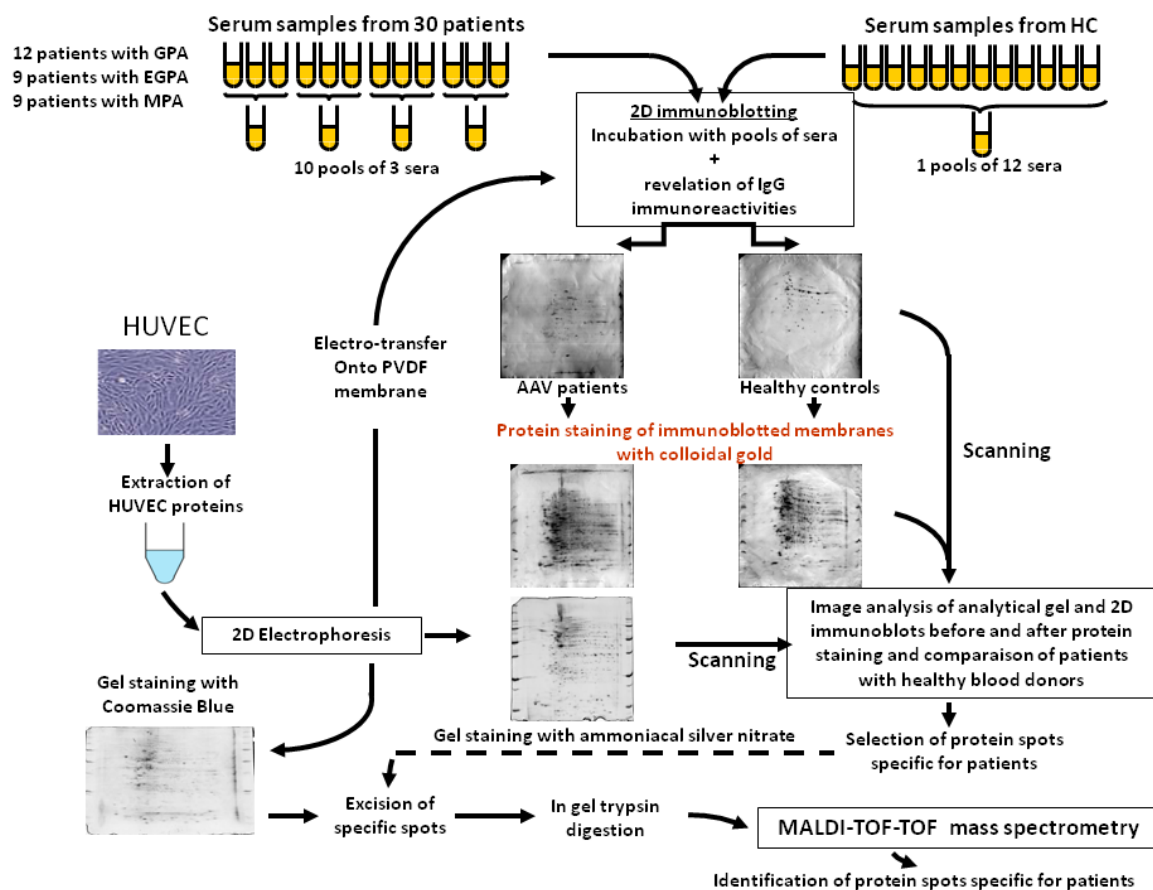 Serum samples from 30 patients
Serum samples from HC
12 patients with GPA
9 patients with EGPA
9 patients with MPA
10 pools of 3 sera
2D immunoblotting
Incubation with pools of sera
+
revelation of IgG
immunoreactivities
1 pools of 12 sera
HUVEC
Electro-transfer
Onto PVDF
membrane
AAV patients
Healthy controls
Protein staining of immunoblotted membranes
with colloidal gold
Scanning
Extraction of
HUVEC proteins
2D Electrophoresis
Scanning
Image analysis of analytical gel and 2D
immunoblots before and after protein
staining and comparaison of patients
with healthy blood donors
Gel staining with
Coomassie Blue
Gel staining with ammoniacal silver nitrate
Selection of protein spots
specific for patients
Excision of
specific spots
In gel trypsin
digestion
MALDI-TOF-TOF mass spectrometry
Identification of protein spots specific for patients